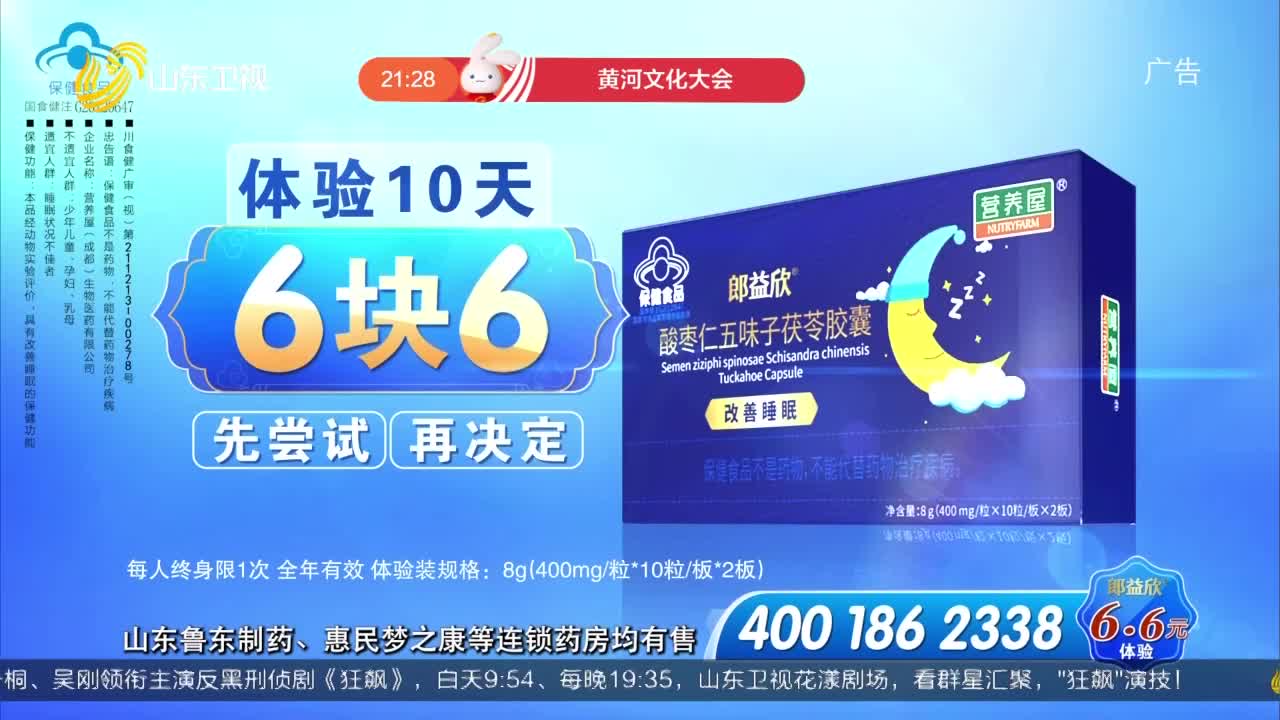 山东卫视
21:28
黄河文化大会
广告
保健食品
川食健广审(视)第211213-00278号
忠告语:保健食品不是药物,不能代替药物治疗疾病
企业名称:营养屋(成都)生物医药有限公司
不适宜人群:少年儿童、孕妇、乳母
适宜人群:睡眠状况不佳者
保健功能:本品经动物实验评价,具有改善睡眠的保健功能
体验10天
6块6
先尝试 再决定
营养屋®
NUTRYFARM
保健食品
郎益欣®
酸枣仁五味子茯苓胶囊
Semen ziziphi spinosae Schisandra chinensis
Tuckahoe Capsule
改善睡眠
保健食品不是药物,不能代替药物治疗疾病。
净含量:8g(400mg/粒×10粒/板×2板)
每人终身限1次 全年有效 体验装规格:8g(400mg/粒*10粒/板*2板)
山东鲁东制药、惠民梦之康等连锁药房均有售
400 186 2338
郎益欣®
6.6元
体验
桐、吴刚领衔主演反黑刑侦剧《狂飙》,白天9:54、每晚19:35,山东卫视花漾剧场,看群星汇聚,"狂飙"演技!